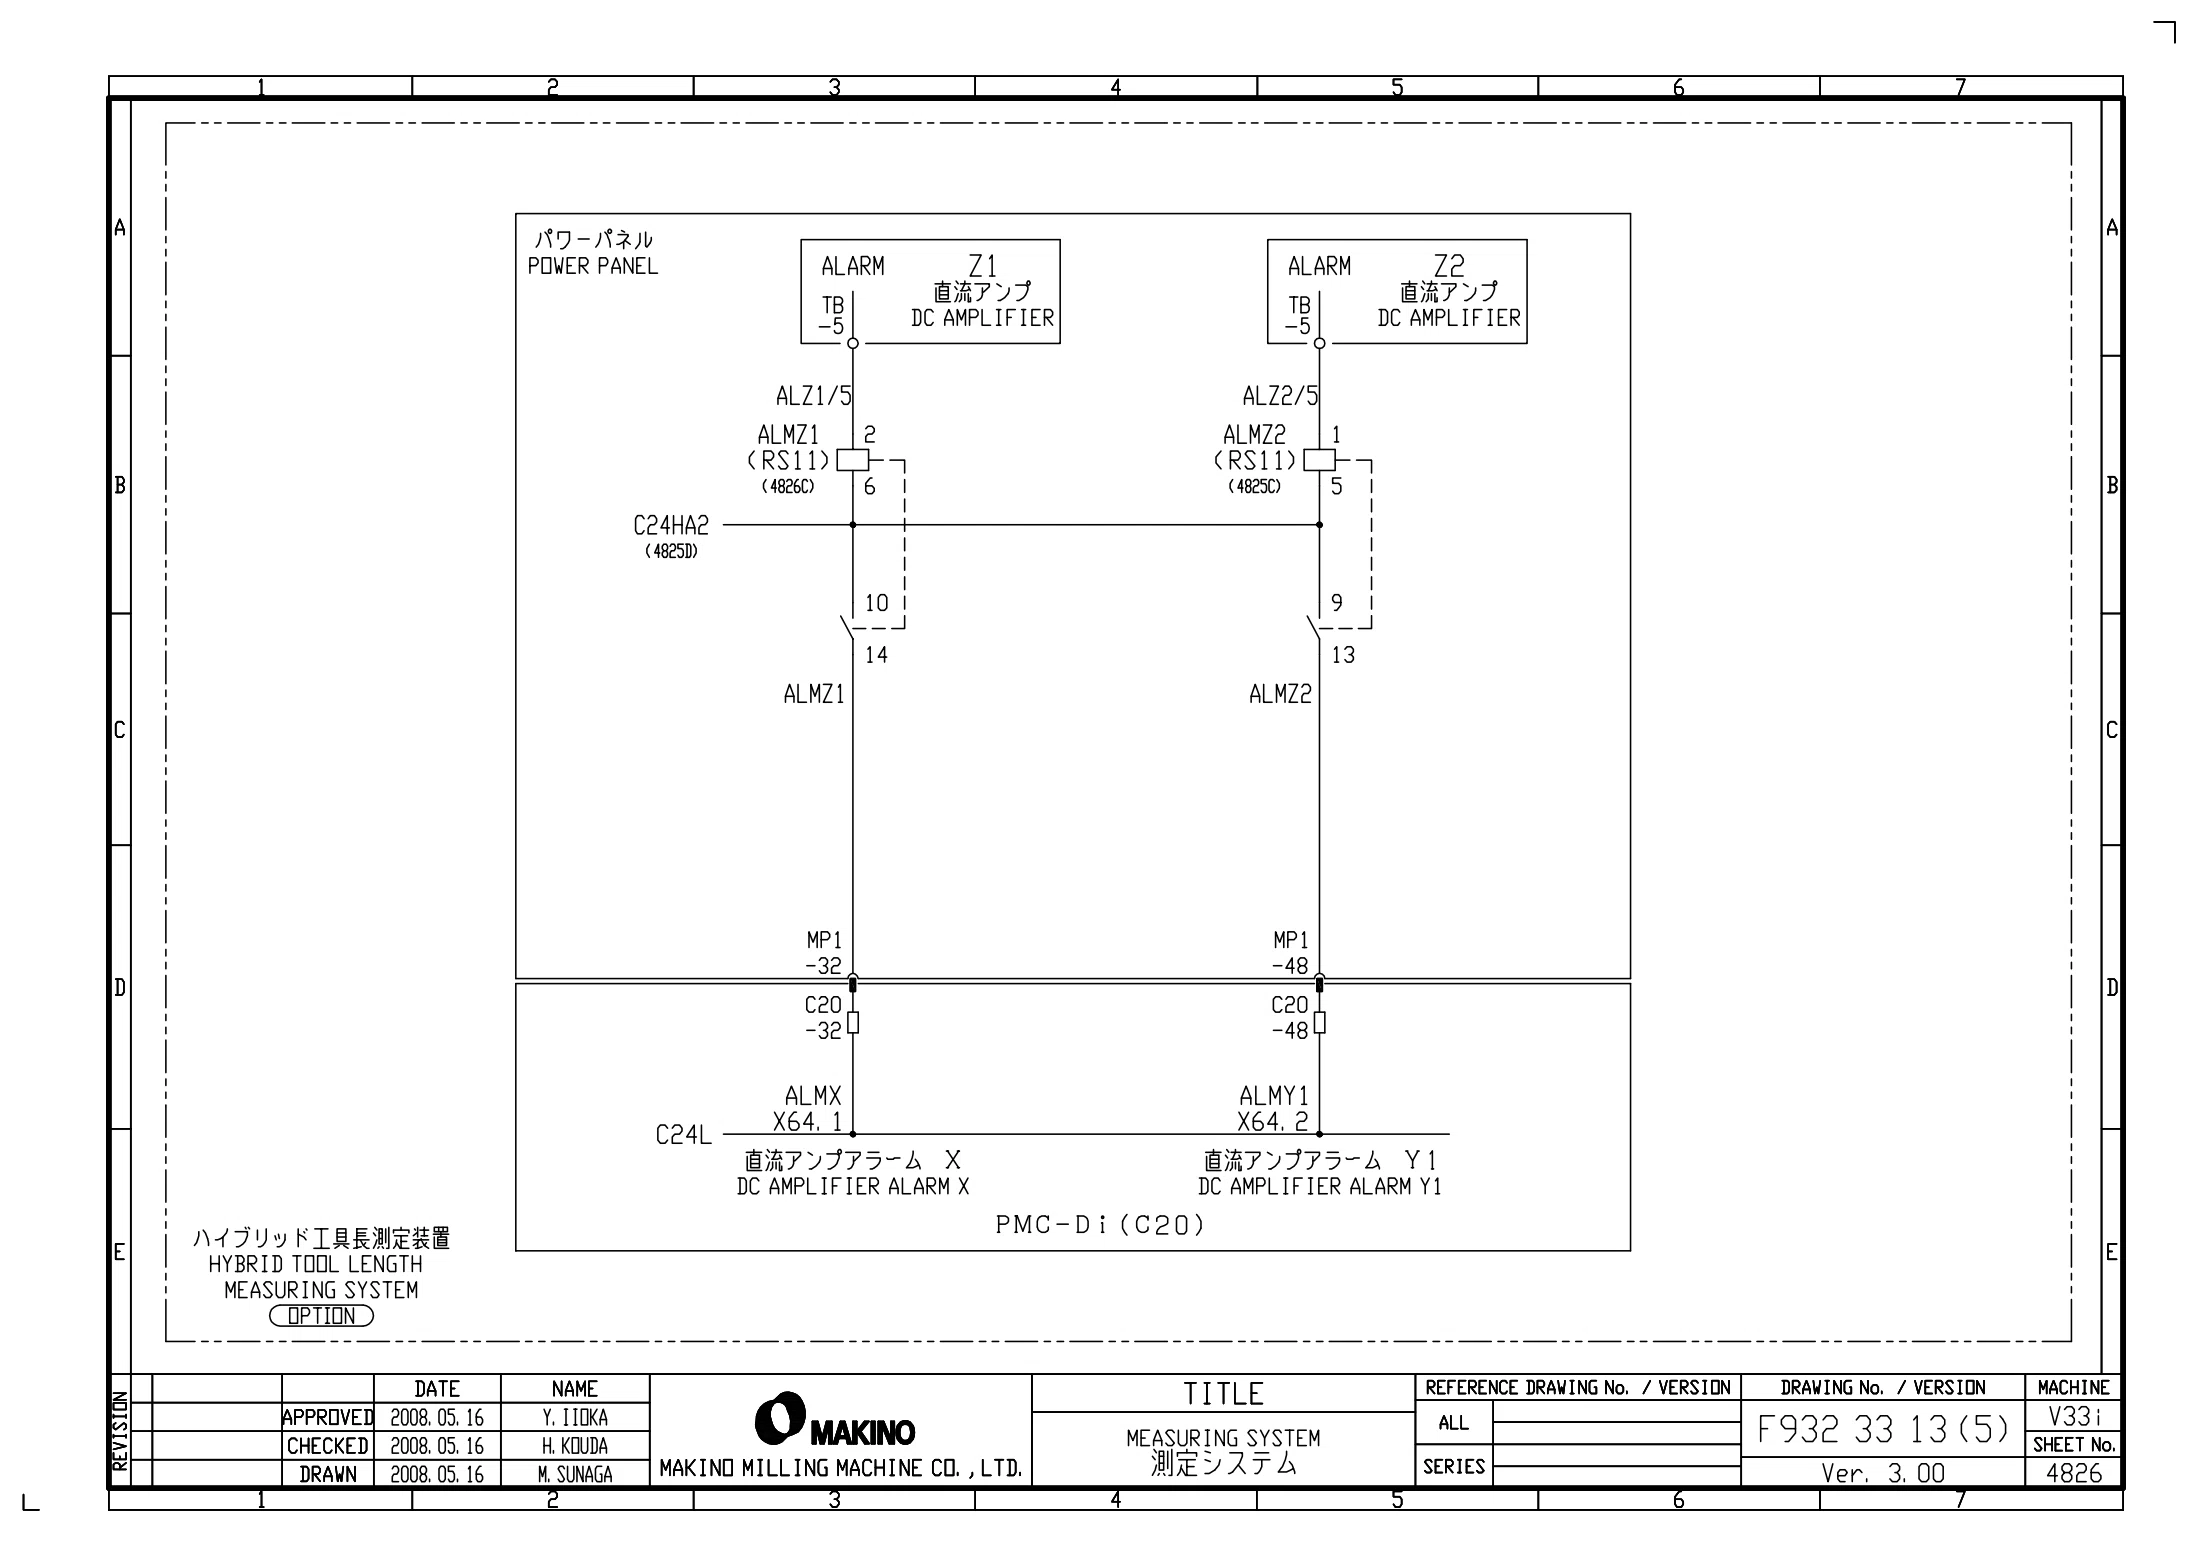 1 2 3 4 5 6 7
A A
B B
C C
D D
E E
パワーパネル
POWER PANEL
ALARM Z1
直流アンプ
TB
-5
DC AMPLIFIER
ALARM Z2
直流アンプ
TB
-5
DC AMPLIFIER
ALZ1/5
ALZ2/5
ALMZ1 2
(RS11)
(4826C) 6
ALMZ2 1
(RS11)
(4825C) 5
C24HA2
(4825D)
10
14
9
13
ALMZ1
ALMZ2
MP1
-32
MP1
-48
C20
-32
C20
-48
ALMX
X64.1
ALMY1
X64.2
C24L
直流アンプアラーム X
DC AMPLIFIER ALARM X
直流アンプアラーム Y1
DC AMPLIFIER ALARM Y1
PMC-Di(C20)
ハイブリッド工具長測定装置
HYBRID TOOL LENGTH
MEASURING SYSTEM
OPTION
REVISION
DATE NAME
APPROVED 2008.05.16 Y. IIOKA
CHECKED 2008.05.16 H. KOUDA
DRAWN 2008.05.16 M. SUNAGA
MAKINO
MAKINO MILLING MACHINE CO.,LTD.
TITLE
MEASURING SYSTEM
測定システム
REFERENCE DRAWING No. / VERSION
ALL
SERIES
DRAWING No. / VERSION
F932 33 13(5)
Ver. 3.00
MACHINE
V33i
SHEET No.
4826
1 2 3 4 5 6 7